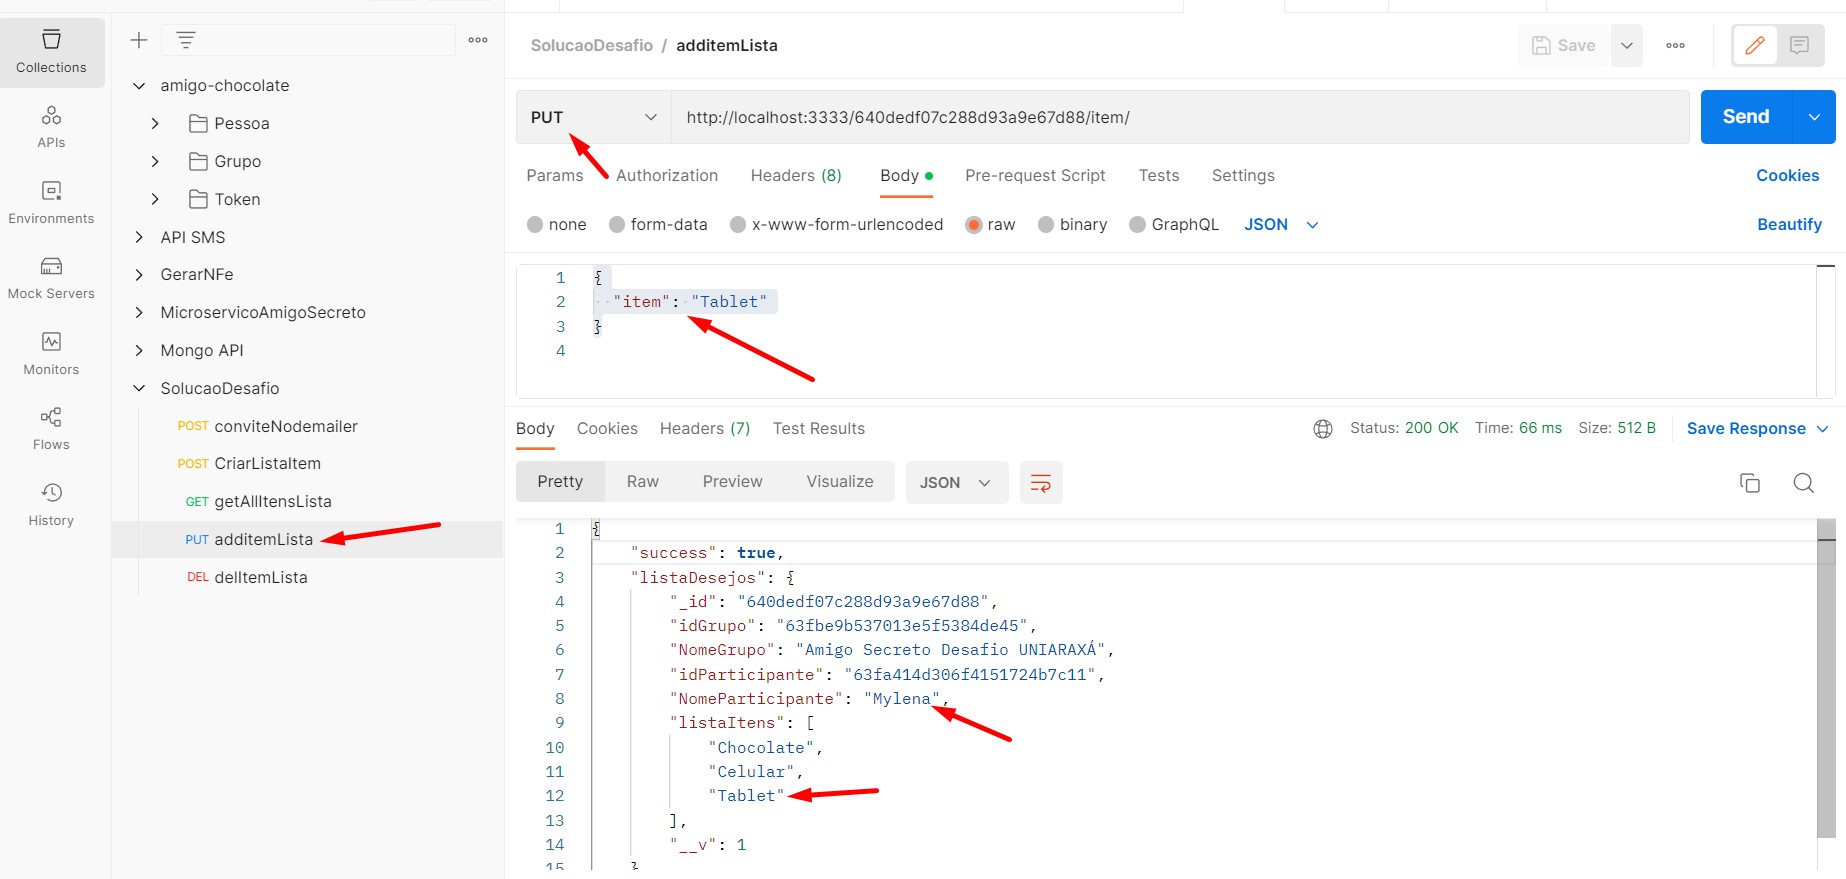 Collections
APIs
Environments
Mock Servers
Monitors
Flows
History
amigo-chocolate
Pessoa
Grupo
Token
API SMS
GerarNFe
MicroservicoAmigoSecreto
Mongo API
SolucaoDesafio
POST conviteNodemailer
POST CriarListaItem
GET getAllItensLista
PUT additemLista
DEL delItemLista
SolucaoDesafio / additemLista
Save
PUT http://localhost:3333/640dedf07c288d93a9e67d88/item/ Send
Params Authorization Headers (8) Body Pre-request Script Tests Settings Cookies
none form-data x-www-form-urlencoded raw binary GraphQL JSON Beautify
1 {
2 "item": "Tablet"
3 }
4
Body Cookies Headers (7) Test Results Status: 200 OK Time: 66 ms Size: 512 B Save Response
Pretty Raw Preview Visualize JSON
1 {
2 "success": true,
3 "listaDesejos": {
4 "_id": "640dedf07c288d93a9e67d88",
5 "idGrupo": "63fbe9b537013e5f5384de45",
6 "NomeGrupo": "Amigo Secreto Desafio UNIARAXÁ",
7 "idParticipante": "63fa414d306f4151724b7c11",
8 "NomeParticipante": "Mylena",
9 "listaItens": [
10 "Chocolate",
11 "Celular",
12 "Tablet"
13 ],
14 "__v": 1
15 }